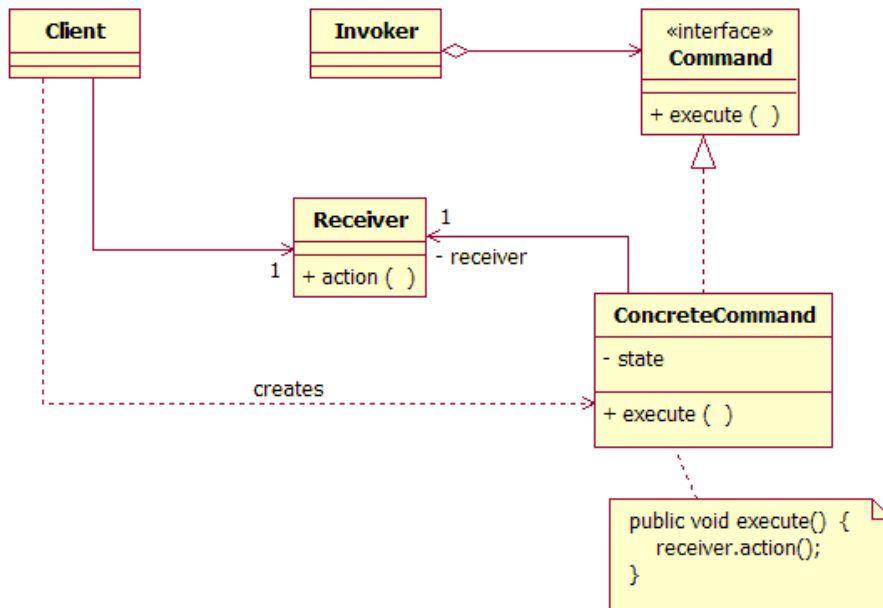 Client
Invoker
«interface»
Command
+ execute ( )
Receiver
+ action ( )
1
1
- receiver
ConcreteCommand
- state
+ execute ( )
creates
public void execute() {
receiver.action();
}